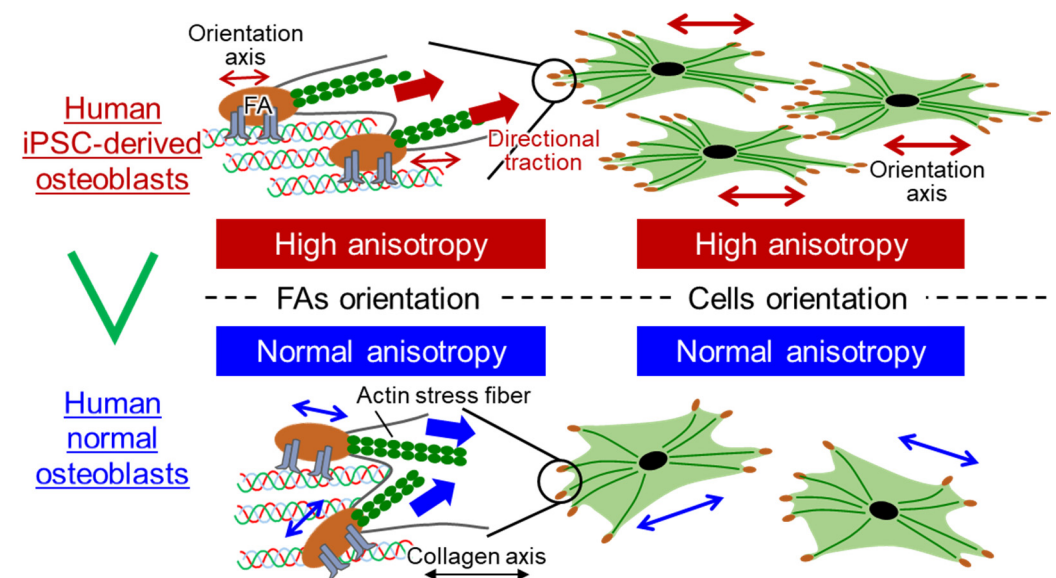 Orientation
axis
FA
Human
iPSC-derived
osteoblasts
Directional
traction
Orientation
axis
High anisotropy
High anisotropy
FAs orientation
Cells orientation
Normal anisotropy
Normal anisotropy
Actin stress fiber
Human
normal
osteoblasts
Collagen axis